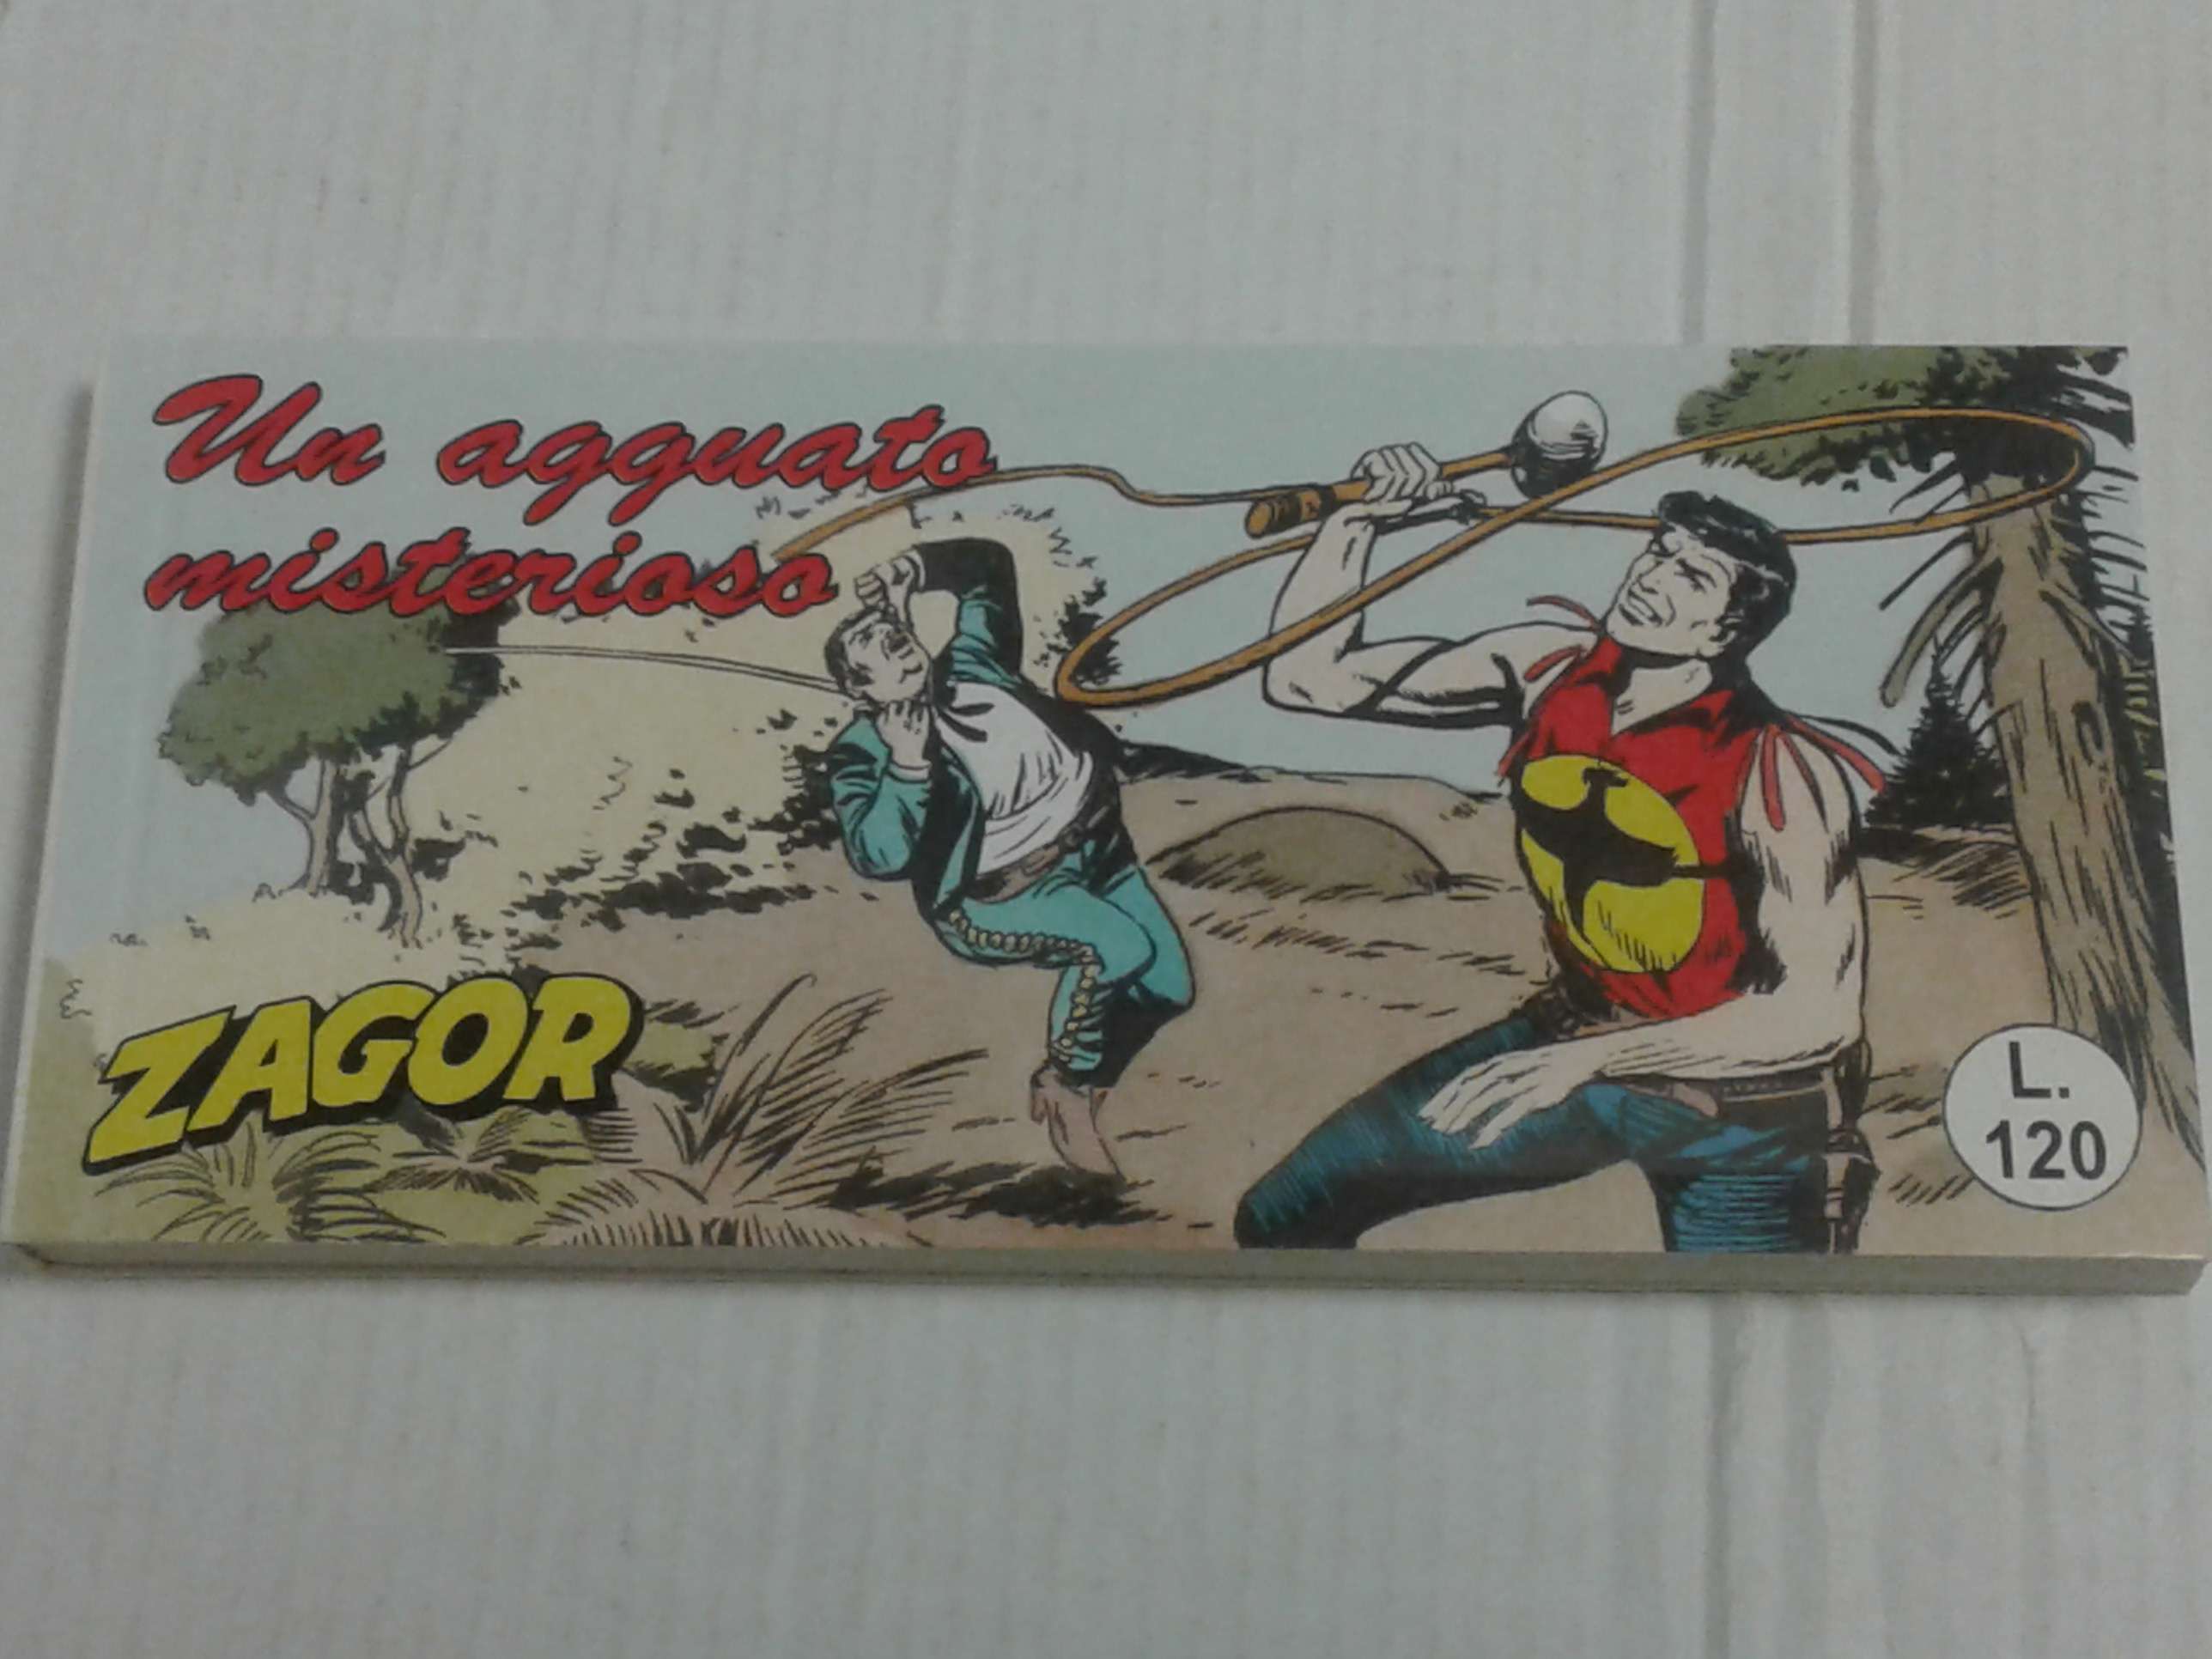 Un agguato
misterioso
ZAGOR
L.
120